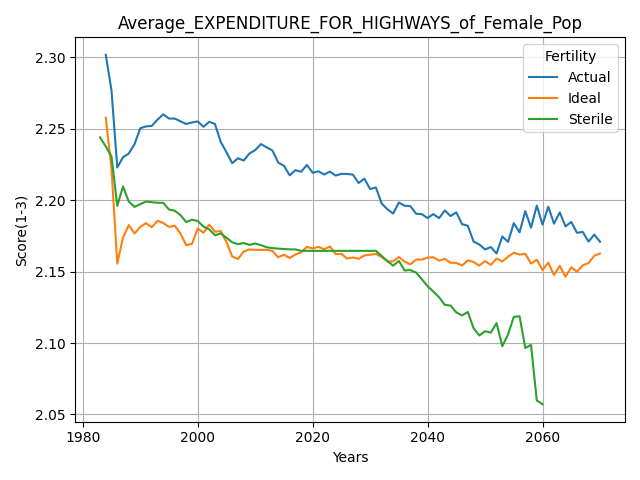 Average_EXPENDITURE_FOR_HIGHWAYS_of_Female_Pop
Fertility
Actual
Ideal
Sterile
Score(1-3)
2.30
2.25
2.20
2.15
2.10
2.05
1980
2000
2020
2040
2060
Years